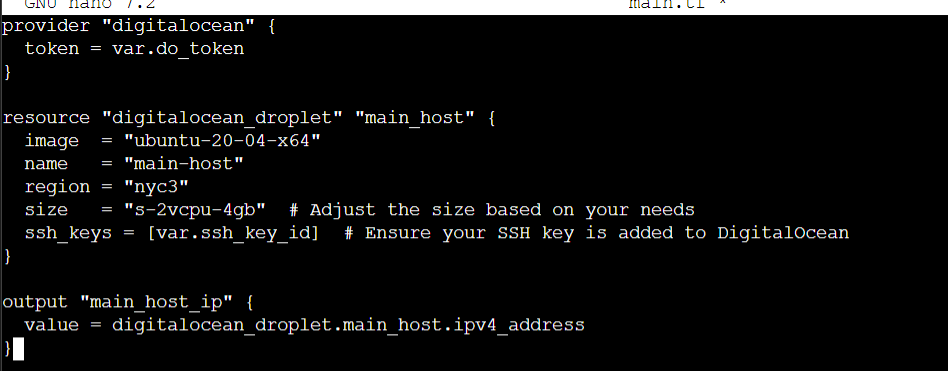 GNU nano 7.2 main.tf *
provider "digitalocean" {
  token = var.do_token
}

resource "digitalocean_droplet" "main_host" {
  image  = "ubuntu-20-04-x64"
  name   = "main-host"
  region = "nyc3"
  size   = "s-2vcpu-4gb"  # Adjust the size based on your needs
  ssh_keys = [var.ssh_key_id]  # Ensure your SSH key is added to DigitalOcean
}

output "main_host_ip" {
  value = digitalocean_droplet.main_host.ipv4_address
}